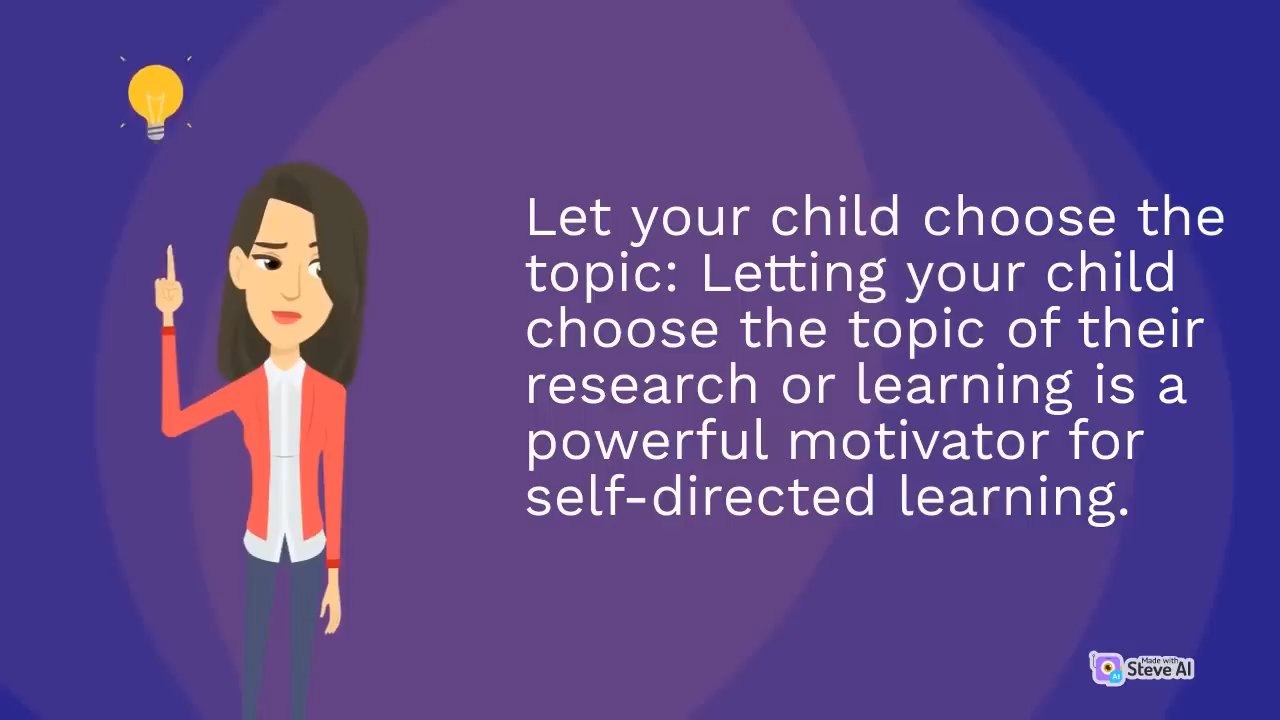 Let your child choose the
topic: Letting your child
choose the topic of their
research or learning is a
powerful motivator for
self-directed learning.
Made with
Steve AI
AI